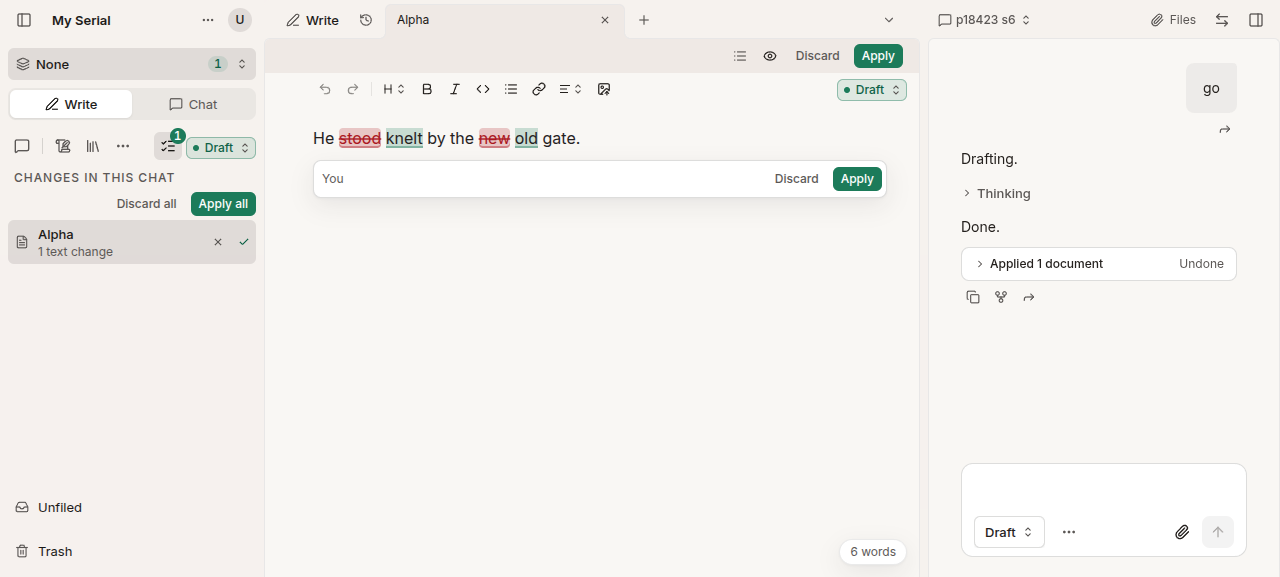 My Serial
U
None
1
Write
Chat
1
Draft
CHANGES IN THIS CHAT
Discard all
Apply all
Alpha
1 text change
Unfiled
Trash
Write
Alpha
Discard
Apply
H
B
I
Draft
He stood knelt by the new old gate.
You
Discard
Apply
6 words
p18423 s6
Files
go
Drafting.
Thinking
Done.
Applied 1 document
Undone
Draft